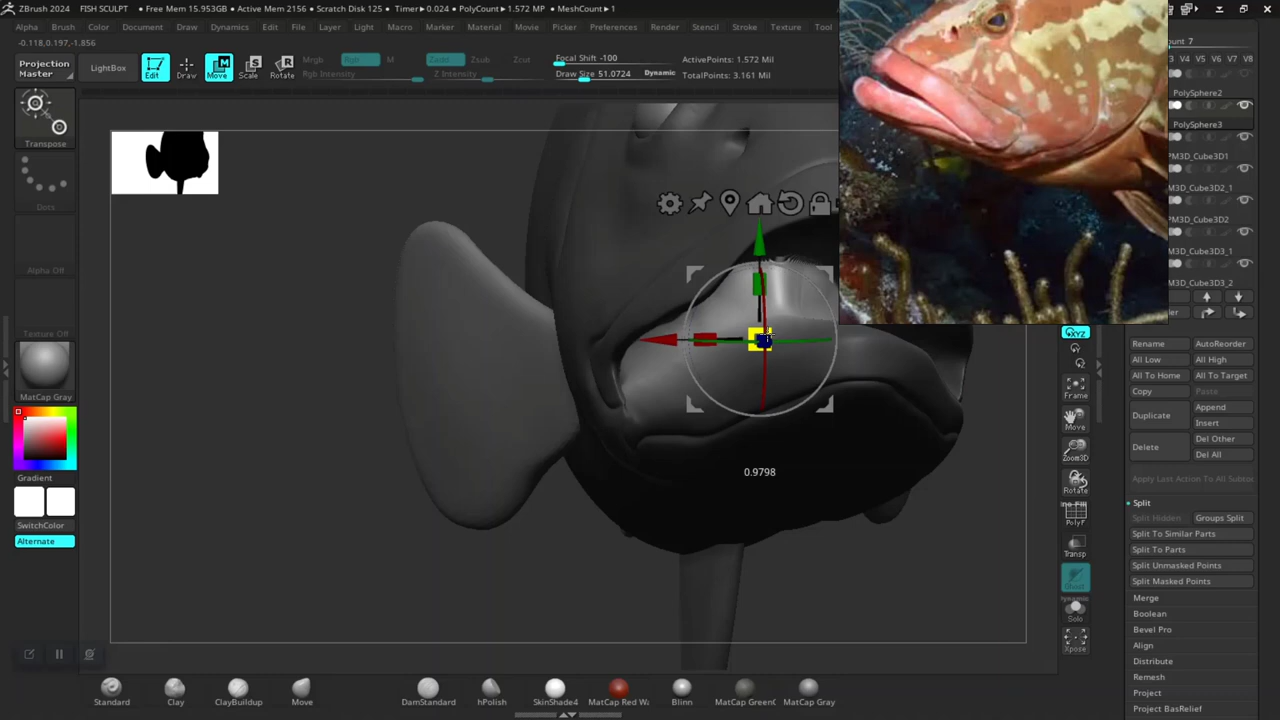 ZBrush 2024 FISH SCULPT • Free Mem 15.953GB • Active Mem 2156 • Scratch Disk 125 • Timer▶0.024 • PolyCount▶1.572 MP • MeshCount▶1
Alpha Brush Color Document Draw Dynamics Edit File Layer Light Macro Marker Material Movie Picker Preferences Render Stencil Stroke
-0.118,0.197,-1.856
Projection Master
LightBox
Edit
Draw
Move
Scale
Rotate
Mrgb Rgb M
Rgb Intensity
Zadd Zsub Zcut
Z Intensity
Focal Shift -100
Draw Size 51.0724 Dynamic
ActivePoints: 1.572 Mil
TotalPoints: 3.161 Mil
Transpose
Dots
Alpha Off
Texture Off
MatCap Gray
Gradient
SwitchColor
Alternate
0.9798
Standard Clay ClayBuildup Move DamStandard hPolish SkinShade4 MatCap Red Wa Blinn MatCap GreenC MatCap Gray
XYZ
Frame
Move
Zoom3D
Rotate
PolyF
Transp
Ghost
Dynamic
Solo
Xpose
ount 7
V3 V4 V5 V6 V7 V8
PolySphere2
PolySphere3
PM3D_Cube3D1
PM3D_Cube3D2_1
PM3D_Cube3D2
PM3D_Cube3D3_1
PM3D_Cube3D3_2
Rename AutoReorder
All Low All High
All To Home All To Target
Copy Paste
Duplicate
Append
Insert
Delete
Del Other
Del All
Apply Last Action To All Subtoo
Split
Split Hidden Groups Split
Split To Similar Parts
Split To Parts
Split Unmasked Points
Split Masked Points
Merge
Boolean
Bevel Pro
Align
Distribute
Remesh
Project
Project BasRelief